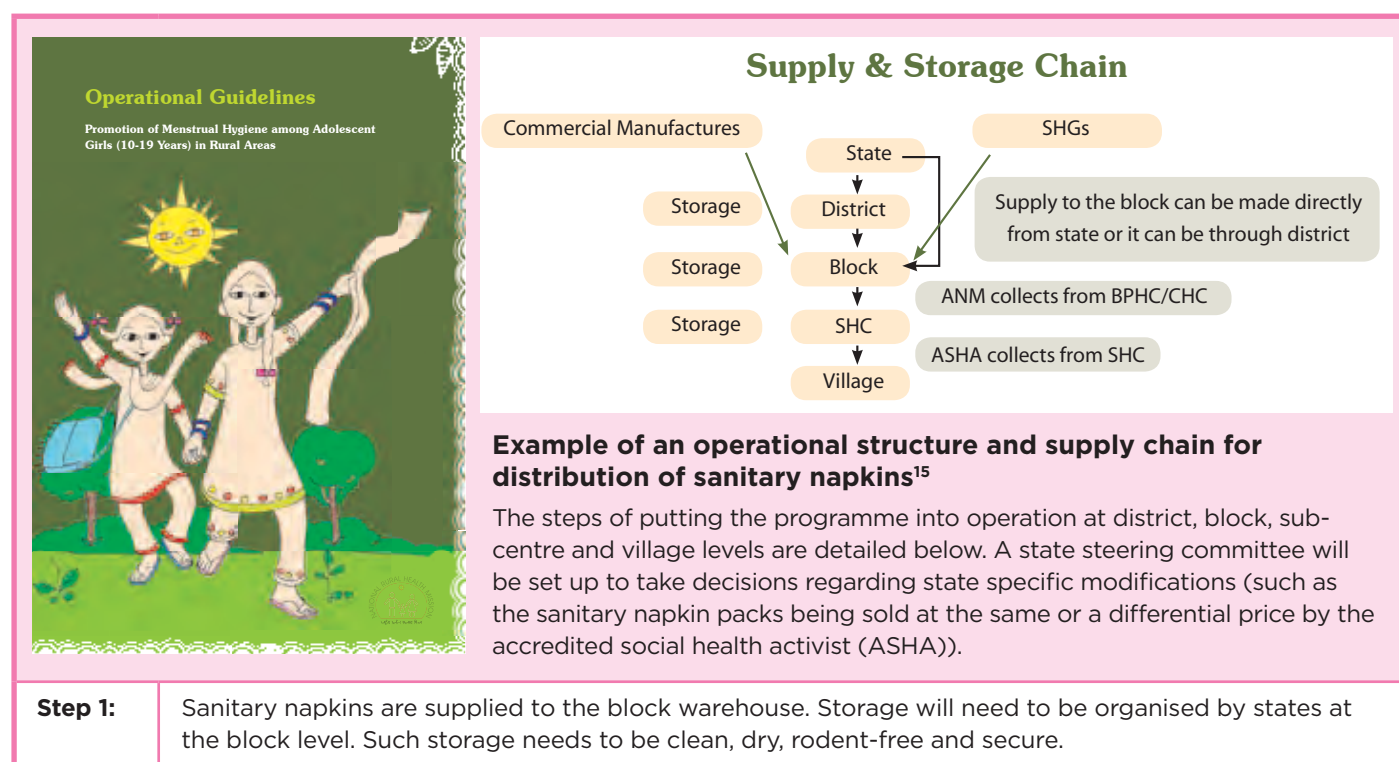 Operational Guidelines
Promotion of Menstrual Hygiene among Adolescent
Girls (10-19 Years) in Rural Areas
Supply & Storage Chain
Commercial Manufactures
SHGs
State
Storage
District
Supply to the block can be made directly
from state or it can be through district
Storage
Block
ANM collects from BPHC/CHC
Storage
SHC
ASHA collects from SHC
Village
Example of an operational structure and supply chain for
distribution of sanitary napkins15
The steps of putting the programme into operation at district, block, sub-
centre and village levels are detailed below. A state steering committee will
be set up to take decisions regarding state specific modifications (such as
the sanitary napkin packs being sold at the same or a differential price by the
accredited social health activist (ASHA)).
Step 1:
Sanitary napkins are supplied to the block warehouse. Storage will need to be organised by states at
the block level. Such storage needs to be clean, dry, rodent-free and secure.